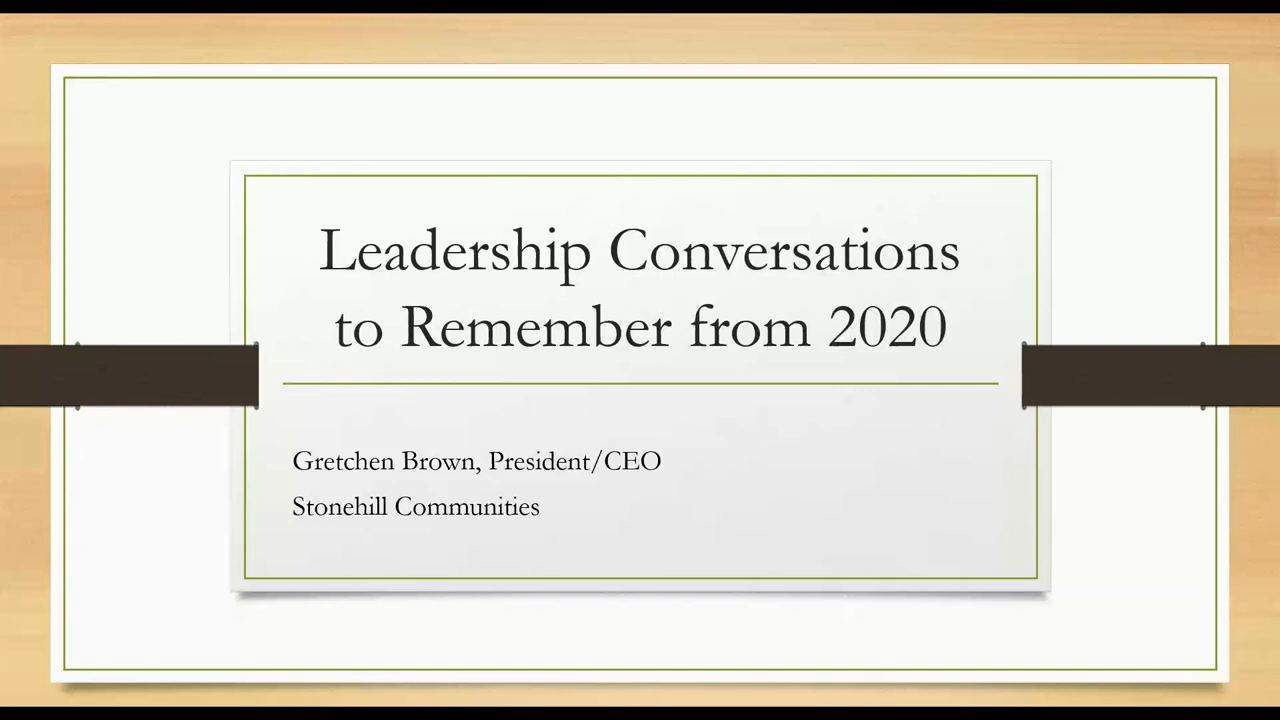 Leadership Conversations
to Remember from 2020
Gretchen Brown, President/CEO
Stonehill Communities